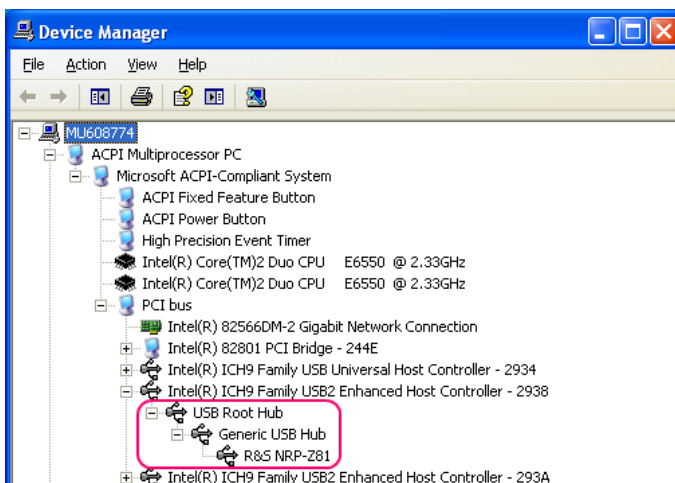 Device Manager
File Action View Help
MU608774
ACPI Multiprocessor PC
Microsoft ACPI-Compliant System
ACPI Fixed Feature Button
ACPI Power Button
High Precision Event Timer
Intel(R) Core(TM)2 Duo CPU E6550 @ 2.33GHz
Intel(R) Core(TM)2 Duo CPU E6550 @ 2.33GHz
PCI bus
Intel(R) 82566DM-2 Gigabit Network Connection
Intel(R) 82801 PCI Bridge - 244E
Intel(R) ICH9 Family USB Universal Host Controller - 2934
Intel(R) ICH9 Family USB2 Enhanced Host Controller - 2938
USB Root Hub
Generic USB Hub
R&S NRP-Z81
Intel(R) ICH9 Family USB2 Enhanced Host Controller - 293A